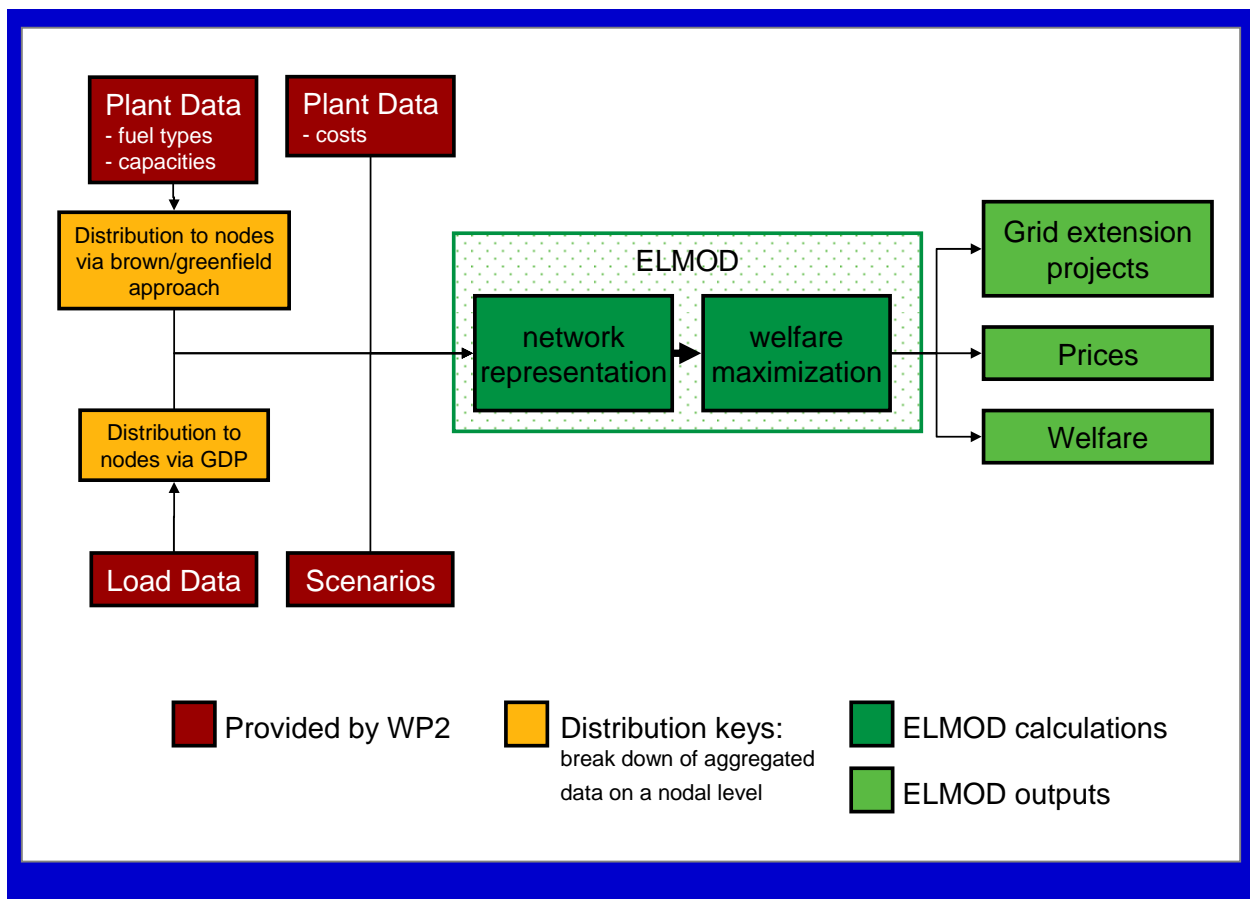 Plant Data
- fuel types
- capacities
Plant Data
- costs
Distribution to nodes
via brown/greenfield
approach
Distribution to
nodes via GDP
Load Data
Scenarios
ELMOD
network
representation
welfare
maximization
Grid extension
projects
Prices
Welfare
Provided by WP2
Distribution keys:
break down of aggregated
data on a nodal level
ELMOD calculations
ELMOD outputs